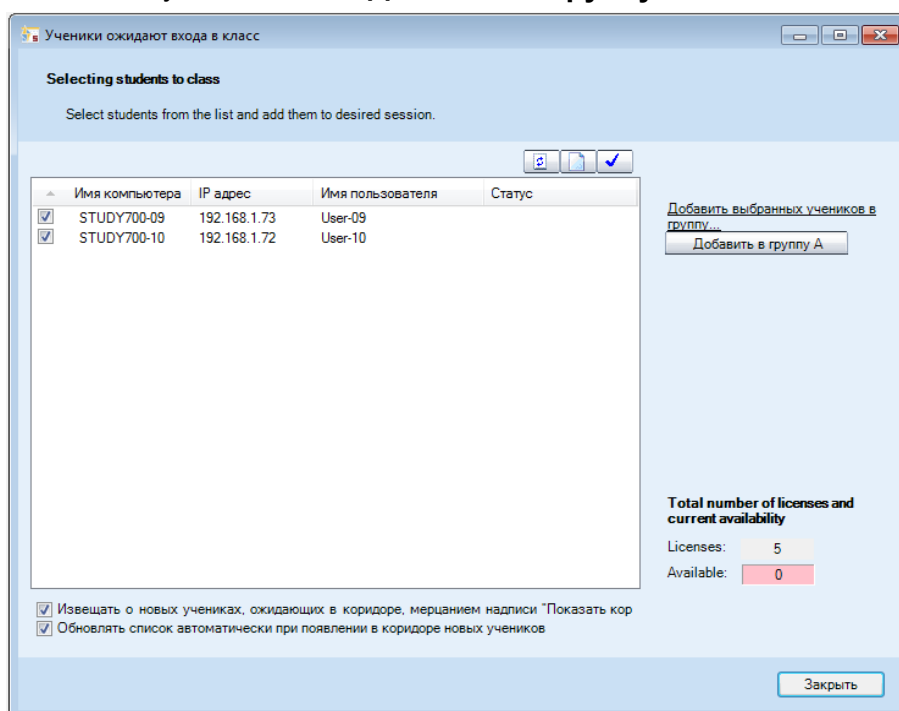 Ученики ожидают входа в класс
Selecting students to class
Select students from the list and add them to desired session.
Имя компьютера IP адрес Имя пользователя Статус
STUDY700-09 192.168.1.73 User-09
STUDY700-10 192.168.1.72 User-10
Добавить выбранных учеников в
группу...
Добавить в группу А
Total number of licenses and
current availability
Licenses: 5
Available: 0
Извещать о новых учениках, ожидающих в коридоре, мерцанием надписи "Показать кор
Обновлять список автоматически при появлении в коридоре новых учеников
Закрыть